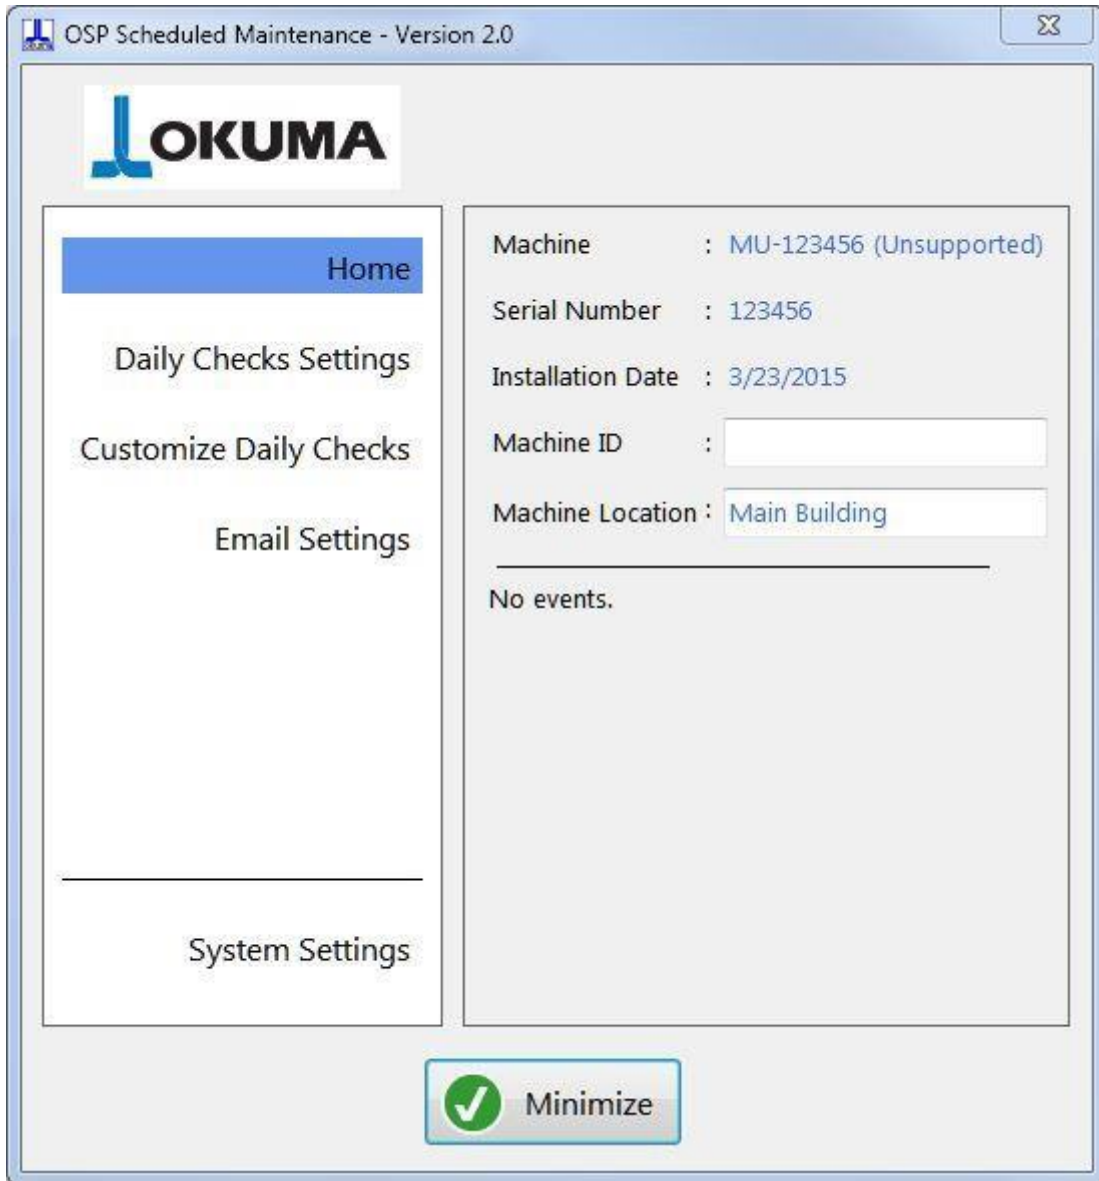 OSP Scheduled Maintenance - Version 2.0
OKUMA
Home
Daily Checks Settings
Customize Daily Checks
Email Settings
System Settings
Machine : MU-123456 (Unsupported)
Serial Number : 123456
Installation Date : 3/23/2015
Machine ID :
Machine Location : Main Building
No events.
Minimize